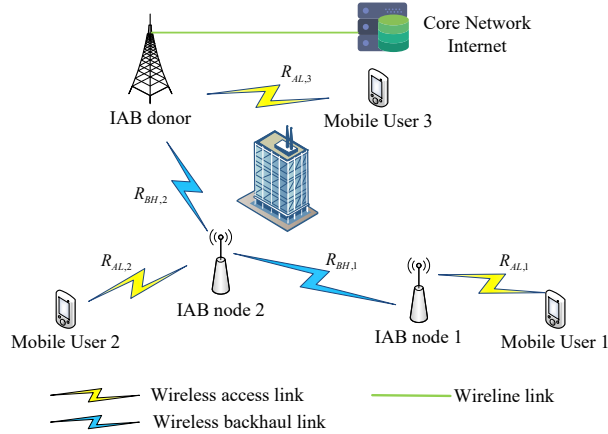 Core Network
Internet
R_{AL,3}
IAB donor
Mobile User 3
R_{BH,2}
R_{AL,2}
R_{BH,1}
R_{AL,1}
IAB node 2
IAB node 1
Mobile User 2
Mobile User 1
Wireless access link
Wireline link
Wireless backhaul link